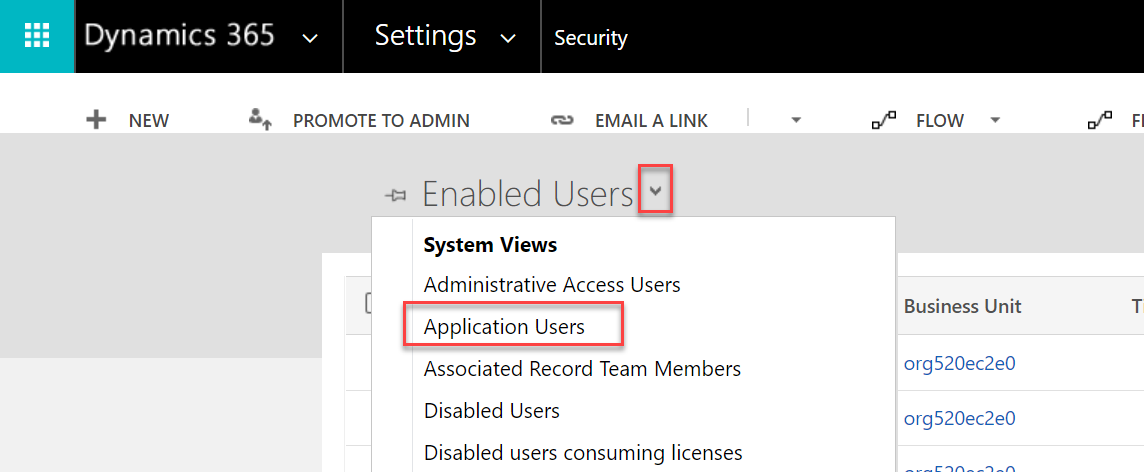 Dynamics 365 Settings Security
NEW PROMOTE TO ADMIN EMAIL A LINK FLOW
Enabled Users
System Views
Administrative Access Users
Business Unit
Application Users
org520ec2e0
Associated Record Team Members
Disabled Users
org520ec2e0
Disabled users consuming licenses